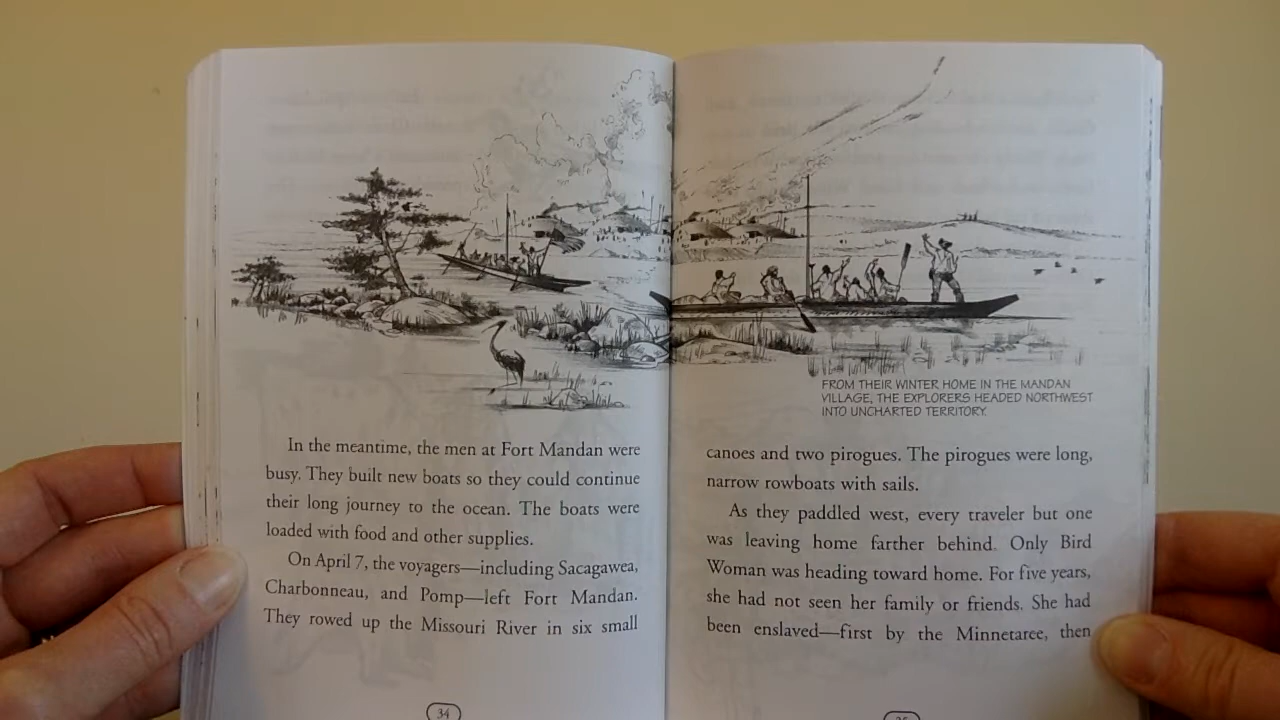 In the meantime, the men at Fort Mandan were
busy. They built new boats so they could continue
their long journey to the ocean. The boats were
loaded with food and other supplies.
On April 7, the voyagers—including Sacagawea,
Charbonneau, and Pomp—left Fort Mandan.
They rowed up the Missouri River in six small
34
FROM THEIR WINTER HOME IN THE MANDAN
VILLAGE, THE EXPLORERS HEADED NORTHWEST
INTO UNCHARTED TERRITORY.
canoes and two pirogues. The pirogues were long,
narrow rowboats with sails.
As they paddled west, every traveler but one
was leaving home farther behind. Only Bird
Woman was heading toward home. For five years,
she had not seen her family or friends. She had
been enslaved—first by the Minnetaree, then